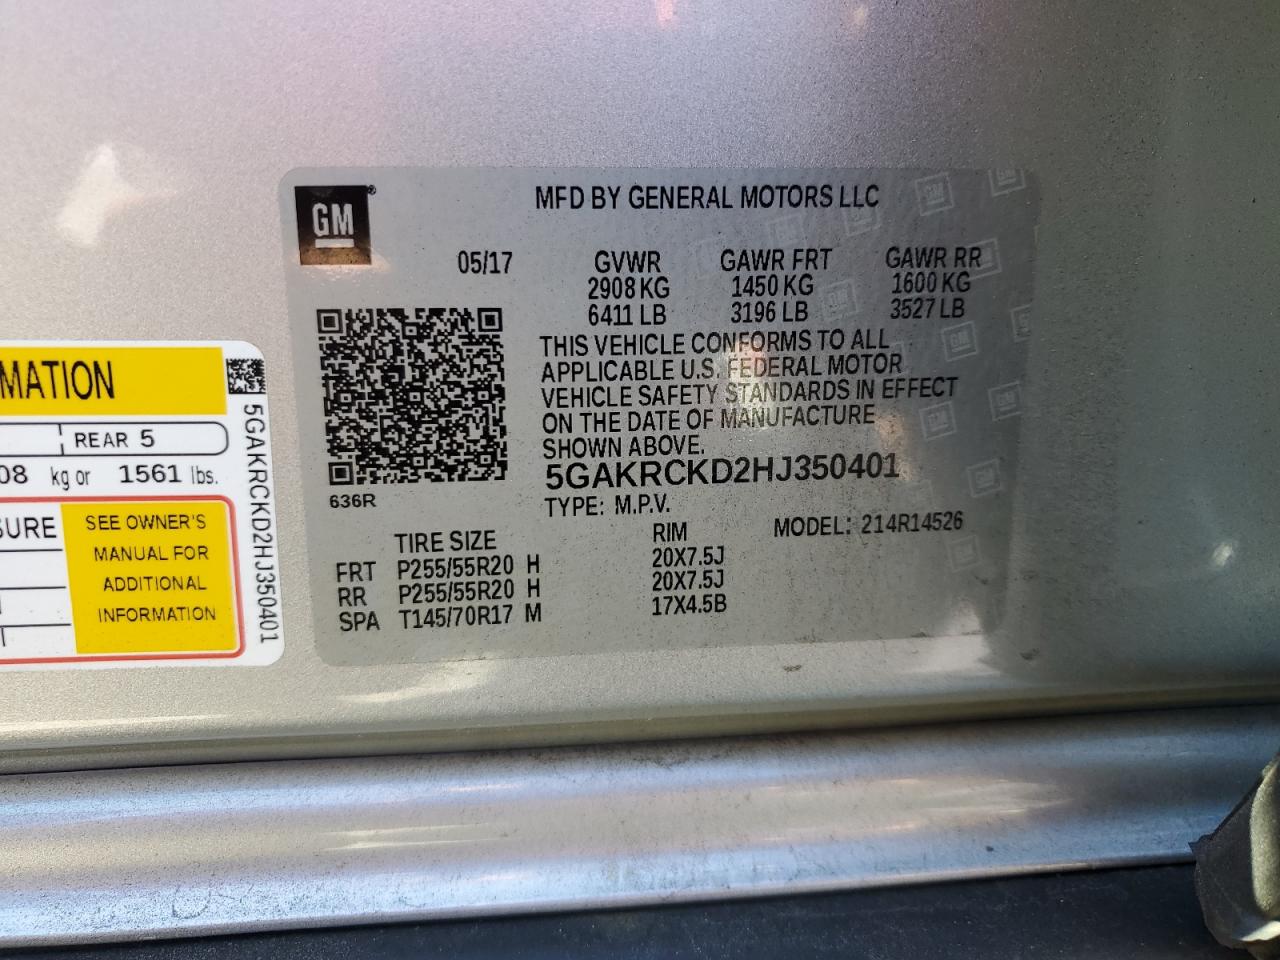 GM®
MFD BY GENERAL MOTORS LLC
05/17
GVWR GAWR FRT GAWR RR
2908 KG 1450 KG 1600 KG
6411 LB 3196 LB 3527 LB
THIS VEHICLE CONFORMS TO ALL
APPLICABLE U.S. FEDERAL MOTOR
VEHICLE SAFETY STANDARDS IN EFFECT
ON THE DATE OF MANUFACTURE
SHOWN ABOVE.
5GAKRCKD2HJ350401
636R
TYPE: M.P.V.
MODEL: 214R14526
TIRE SIZE RIM
FRT P255/55R20 H 20X7.5J
RR P255/55R20 H 20X7.5J
SPA T145/70R17 M 17X4.5B
MATION
REAR 5
08 kg or 1561 lbs.
SURE
SEE OWNER'S
MANUAL FOR
ADDITIONAL
INFORMATION
5GAKRCKD2HJ350401